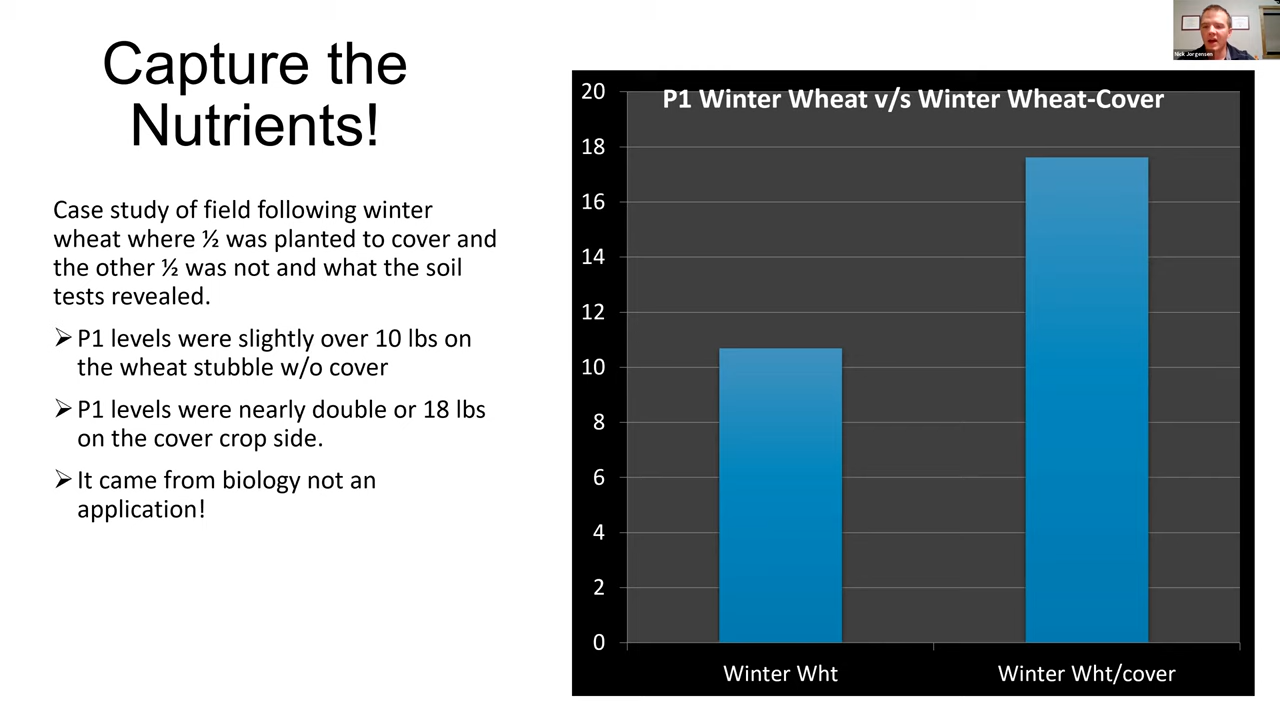 Capture the
Nutrients!
Case study of field following winter
wheat where ½ was planted to cover and
the other ½ was not and what the soil
tests revealed.
➢P1 levels were slightly over 10 lbs on
the wheat stubble w/o cover
➢P1 levels were nearly double or 18 lbs
on the cover crop side.
➢It came from biology not an
application!
P1 Winter Wheat v/s Winter Wheat-Cover
20
18
16
14
12
10
8
6
4
2
0
Winter Wht
Winter Wht/cover
Nick Jorgensen